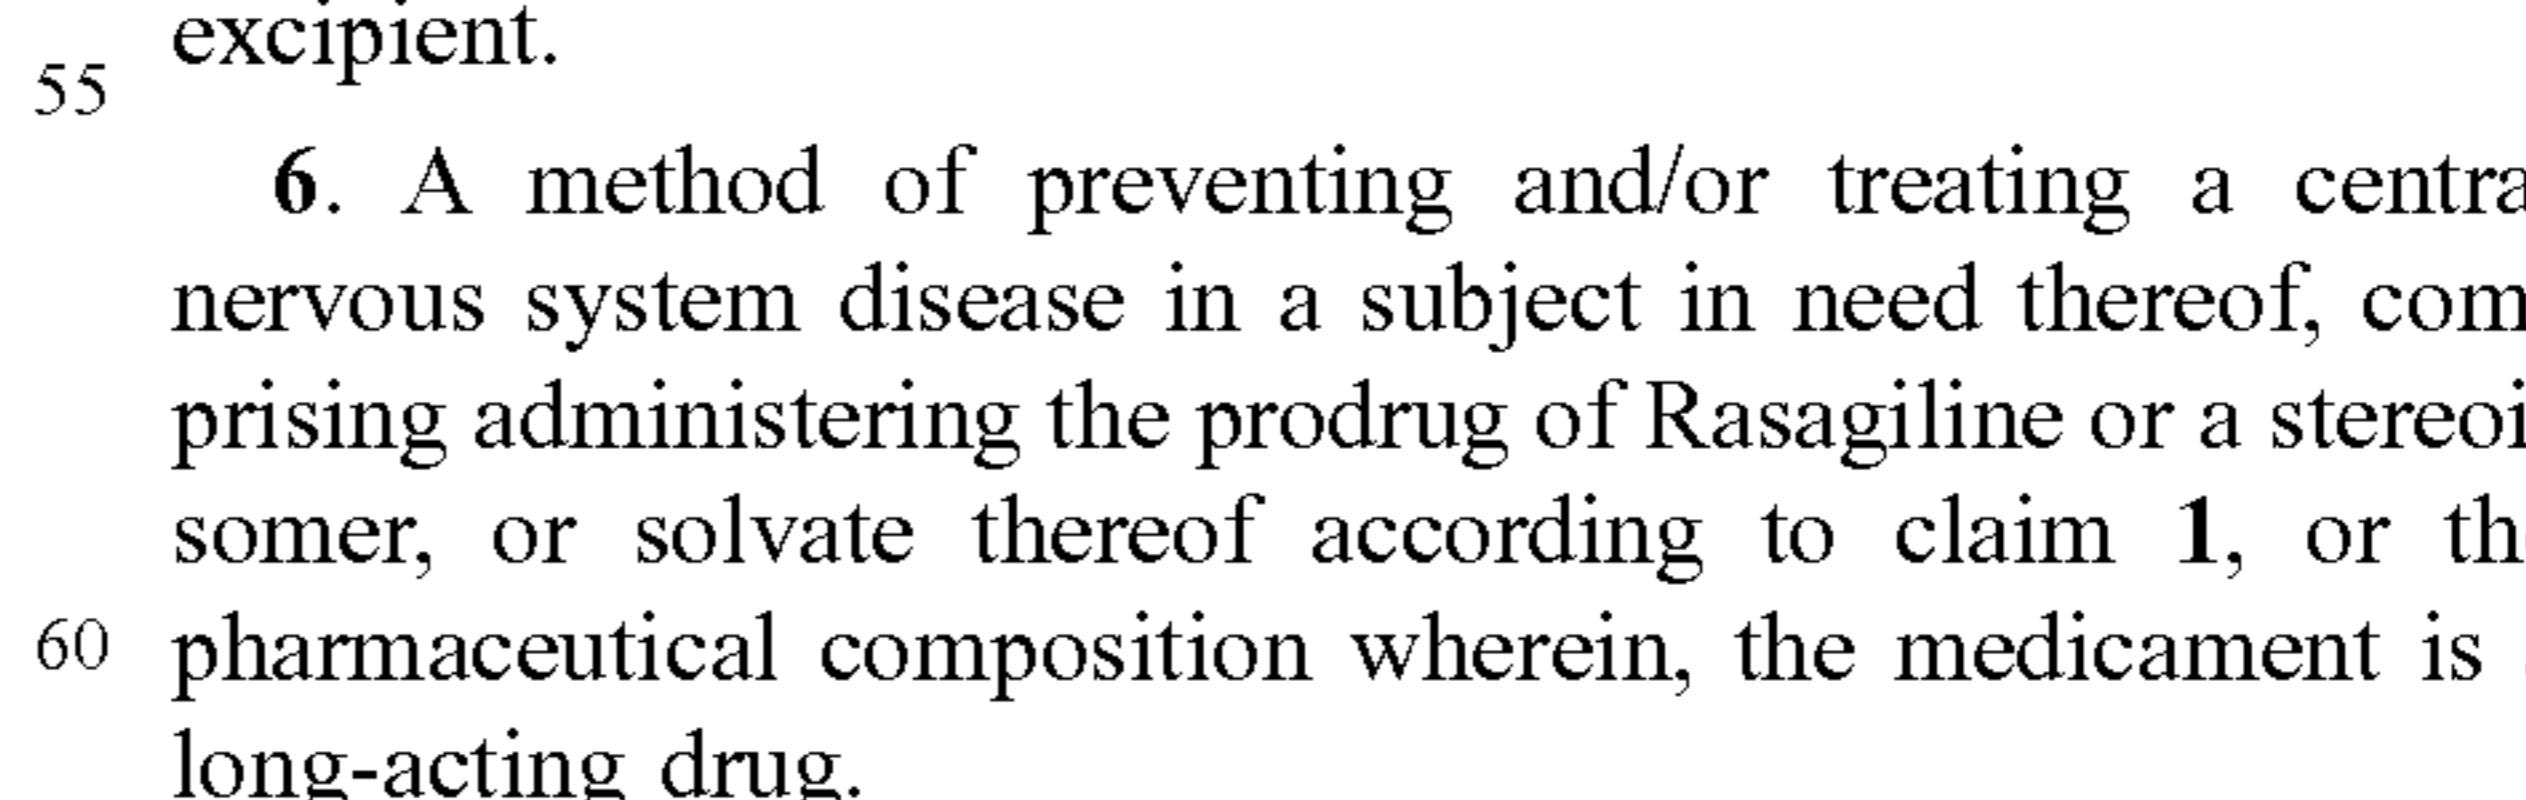 excipient.
55
6. A method of preventing and/or treating a centra
nervous system disease in a subject in need thereof, com
prising administering the prodrug of Rasagiline or a stereoi
somer, or solvate thereof according to claim 1, or the
60 pharmaceutical composition wherein, the medicament is
long-acting drug.